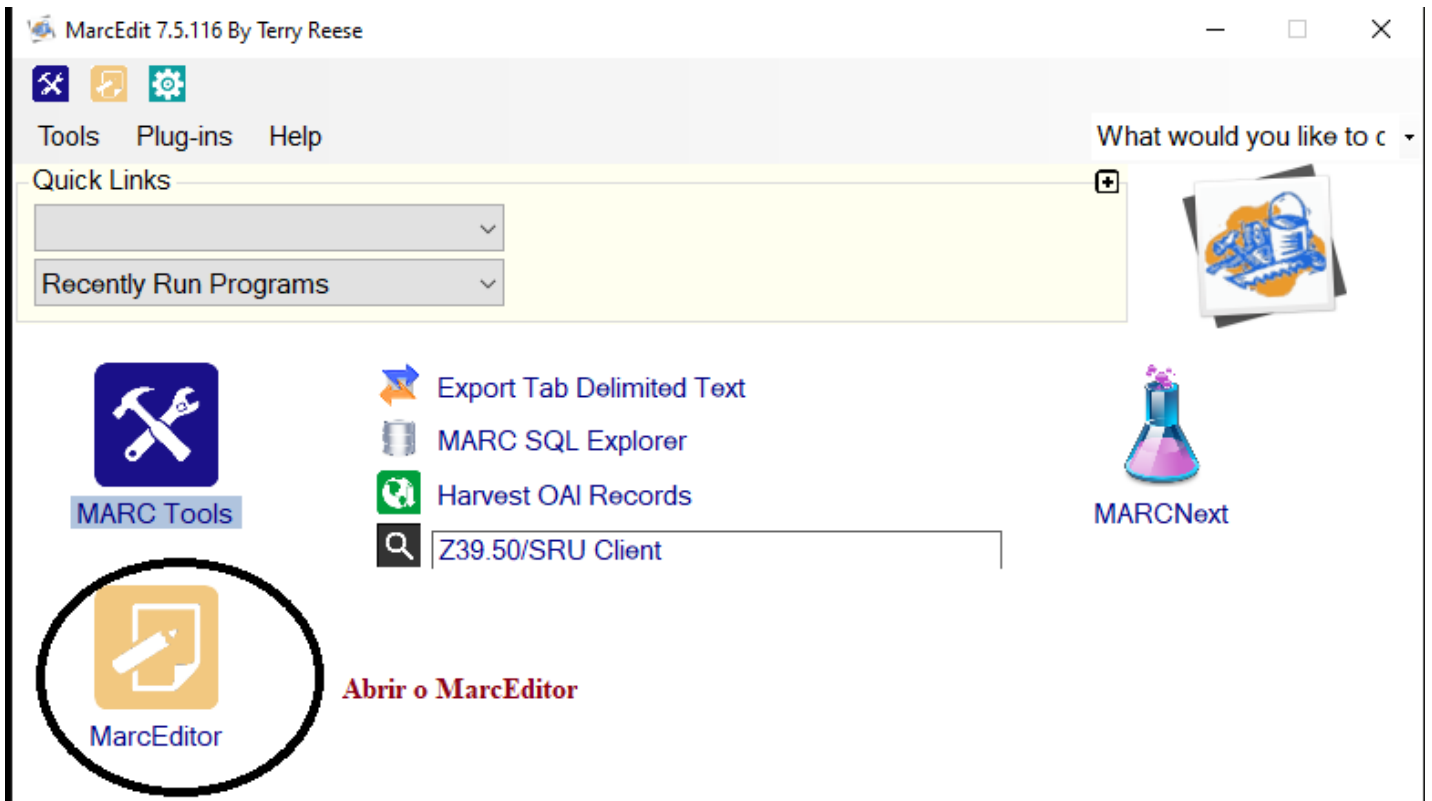 MarcEdit 7.5.116 By Terry Reese
Tools Plug-ins Help
What would you like to c
Quick Links
Recently Run Programs
Export Tab Delimited Text
MARC SQL Explorer
Harvest OAI Records
MARC Tools
Z39.50/SRU Client
MARCNext
Abrir o MarcEditor
MarcEditor